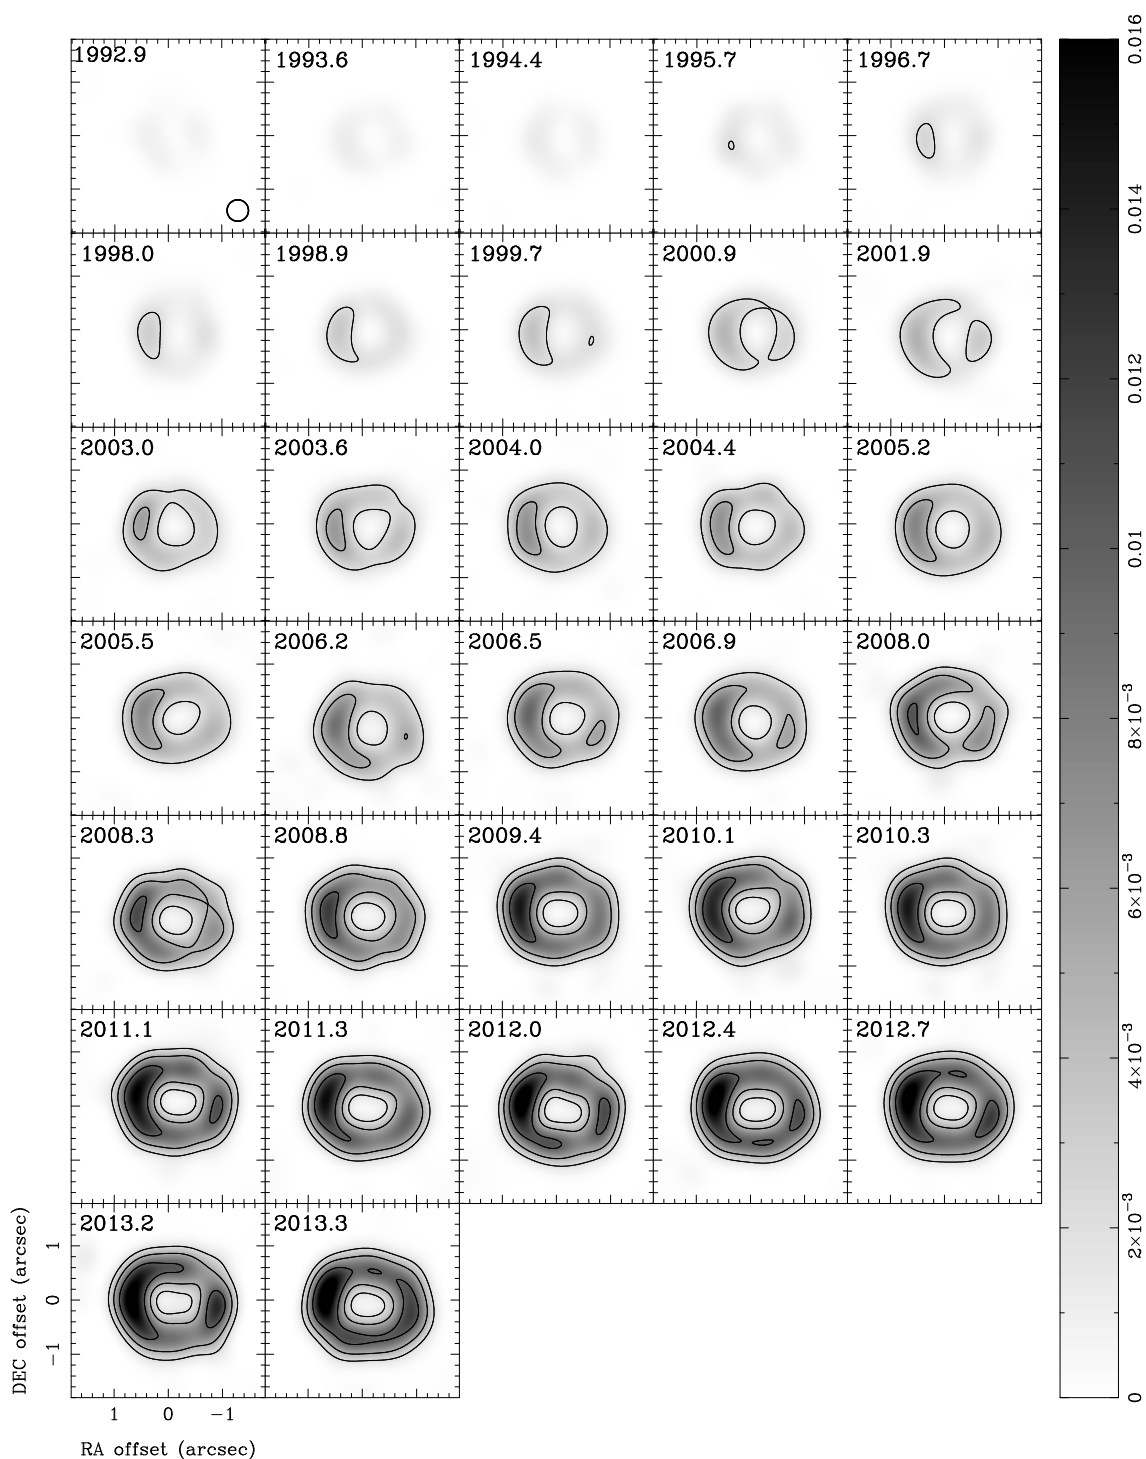 1992.9 1993.6 1994.4 1995.7 1996.7
1998.0 1998.9 1999.7 2000.9 2001.9
2003.0 2003.6 2004.0 2004.4 2005.2
2005.5 2006.2 2006.5 2006.9 2008.0
2008.3 2008.8 2009.4 2010.1 2010.3
2011.1 2011.3 2012.0 2012.4 2012.7
2013.2 2013.3
DEC offset (arcsec)
1
0
−1
1 0 −1
RA offset (arcsec)
0.016
0.014
0.012
0.01
8×10⁻³
6×10⁻³
4×10⁻³
2×10⁻³
0